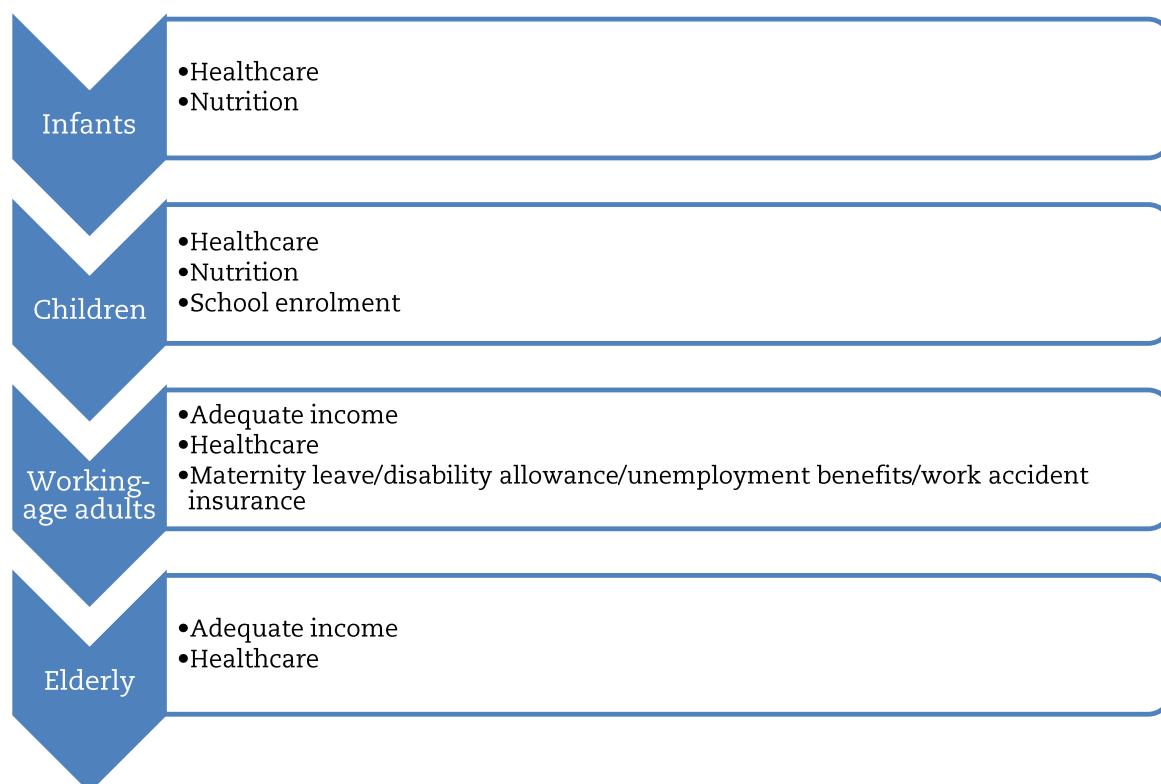 Infants
•Healthcare
•Nutrition
Children
•Healthcare
•Nutrition
•School enrolment
Working-
age adults
•Adequate income
•Healthcare
•Maternity leave/disability allowance/unemployment benefits/work accident
insurance
Elderly
•Adequate income
•Healthcare